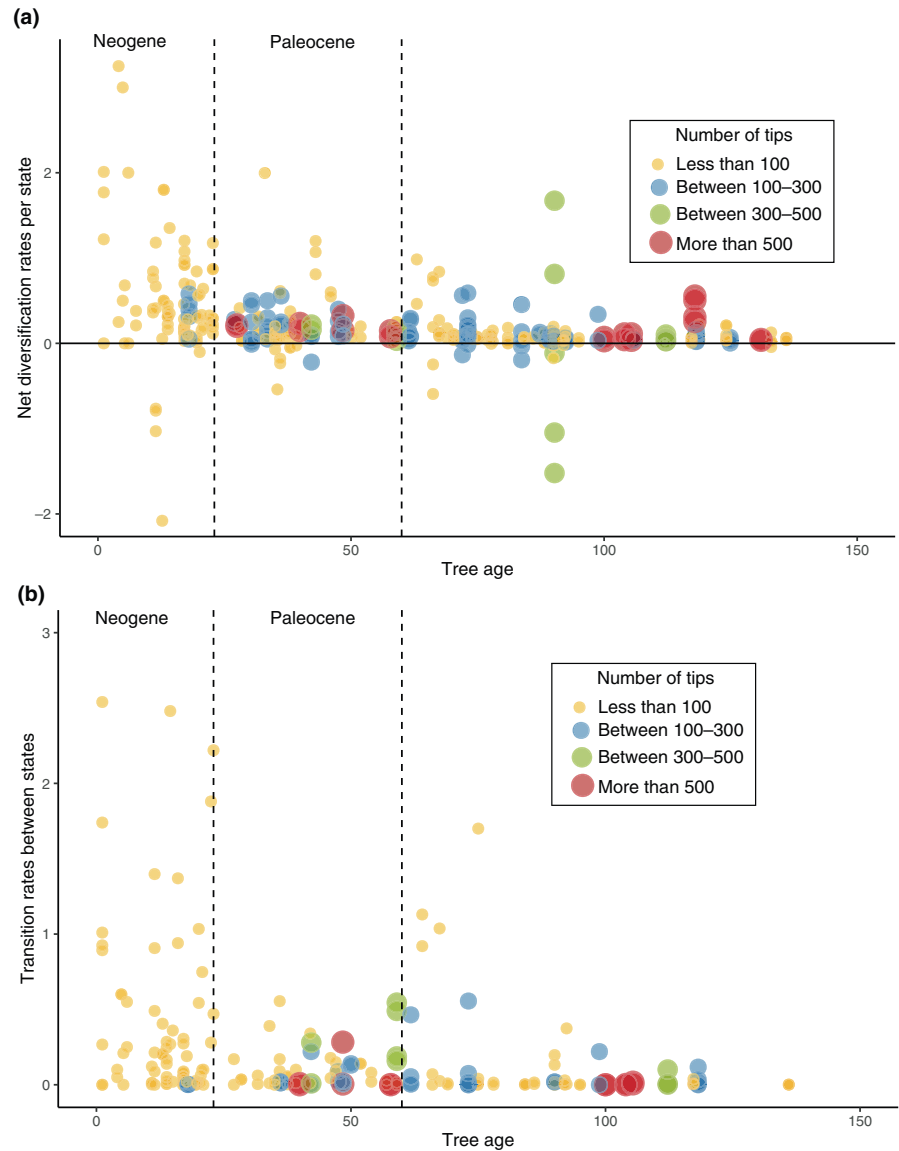 (a)
Neogene
Paleocene
Net diversification rates per state
2
0
–2
Number of tips
Less than 100
Between 100–300
Between 300–500
More than 500
0
50
100
150
Tree age
(b)
Neogene
Paleocene
Transition rates between states
3
2
1
0
Number of tips
Less than 100
Between 100–300
Between 300–500
More than 500
0
50
100
150
Tree age